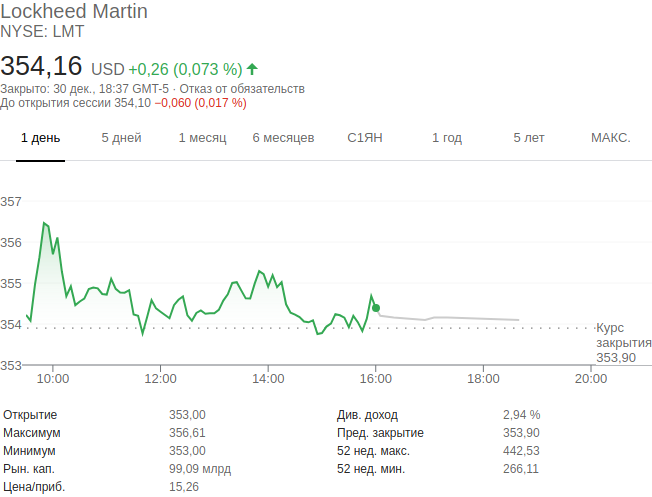 Lockheed Martin
NYSE: LMT
354,16 USD +0,26 (0,073 %)
Закрыто: 30 дек., 18:37 GMT-5 · Отказ от обязательств
До открытия сессии 354,10 −0,060 (0,017 %)
1 день 5 дней 1 месяц 6 месяцев С1ЯН 1 год 5 лет МАКС.
357
356
355
354
Курс
закрытия
353,90
353
10:00 12:00 14:00 16:00 18:00 20:00
Открытие 353,00 Див. доход 2,94 %
Максимум 356,61 Пред. закрытие 353,90
Минимум 353,00 52 нед. макс. 442,53
Рын. кап. 99,09 млрд 52 нед. мин. 266,11
Цена/приб. 15,26